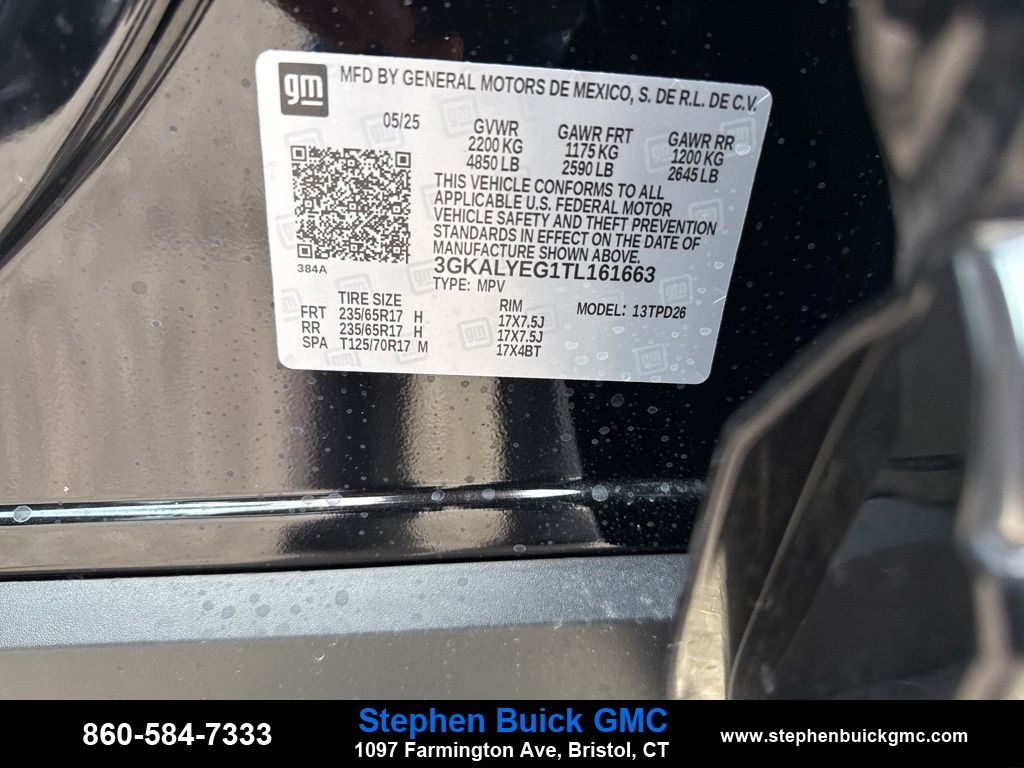 gm
MFD BY GENERAL MOTORS DE MEXICO, S. DE R.L. DE C.V.
05/25 GVWR GAWR FRT GAWR RR
2200 KG 1175 KG 1200 KG
4850 LB 2590 LB 2645 LB
THIS VEHICLE CONFORMS TO ALL
APPLICABLE U.S. FEDERAL MOTOR
VEHICLE SAFETY AND THEFT PREVENTION
STANDARDS IN EFFECT ON THE DATE OF
MANUFACTURE SHOWN ABOVE.
384A
3GKALYEG1TL161663
TYPE: MPV
TIRE SIZE RIM MODEL: 13TPD26
FRT 235/65R17 H 17X7.5J
RR 235/65R17 H 17X7.5J
SPA T125/70R17 M 17X4BT
860-584-7333
Stephen Buick GMC
1097 Farmington Ave, Bristol, CT
www.stephenbuickgmc.com